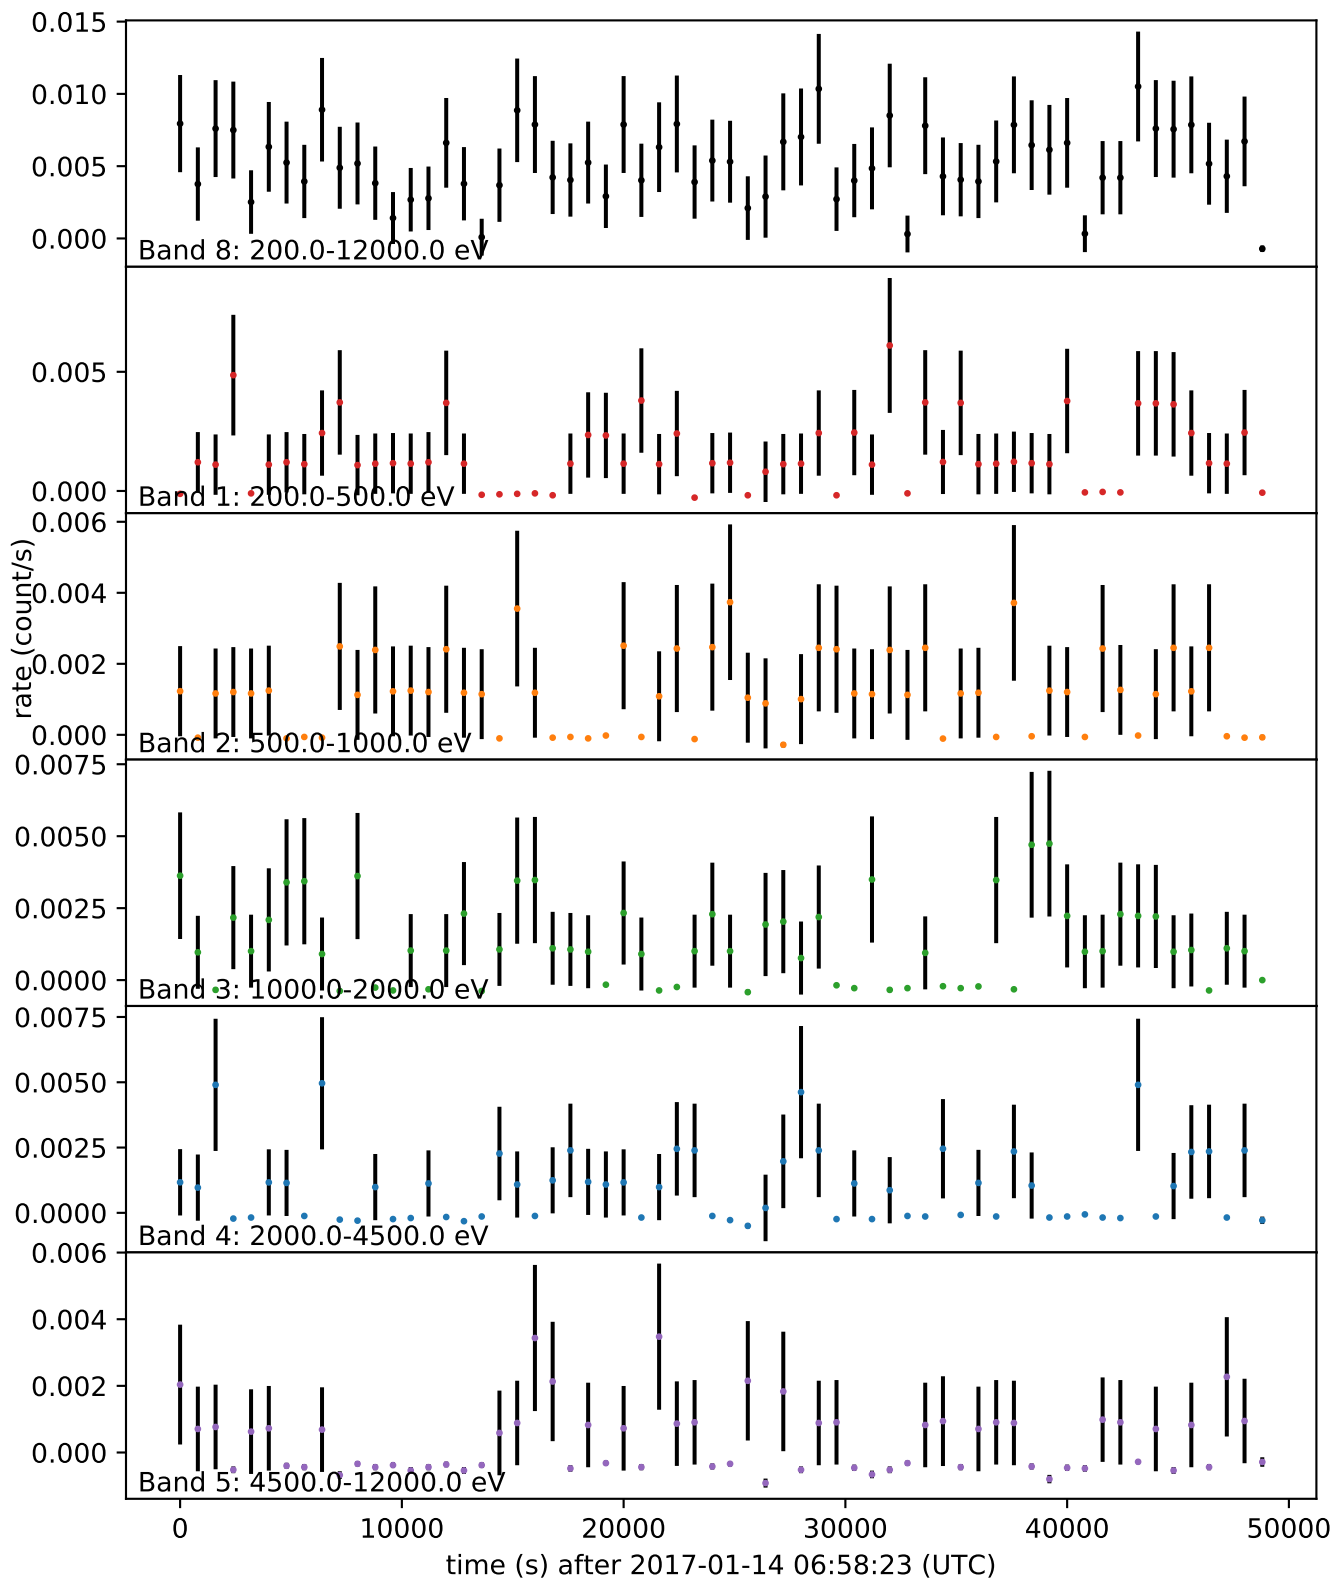 0.015
0.010
0.005
0.000
Band 8: 200.0-12000.0 eV
0.005
0.000
Band 1: 200.0-500.0 eV
0.006
0.004
0.002
0.000
Band 2: 500.0-1000.0 eV
rate (count/s)
0.0075
0.0050
0.0025
0.0000
Band 3: 1000.0-2000.0 eV
0.0075
0.0050
0.0025
0.0000
Band 4: 2000.0-4500.0 eV
0.006
0.004
0.002
0.000
Band 5: 4500.0-12000.0 eV
0 10000 20000 30000 40000 50000
time (s) after 2017-01-14 06:58:23 (UTC)